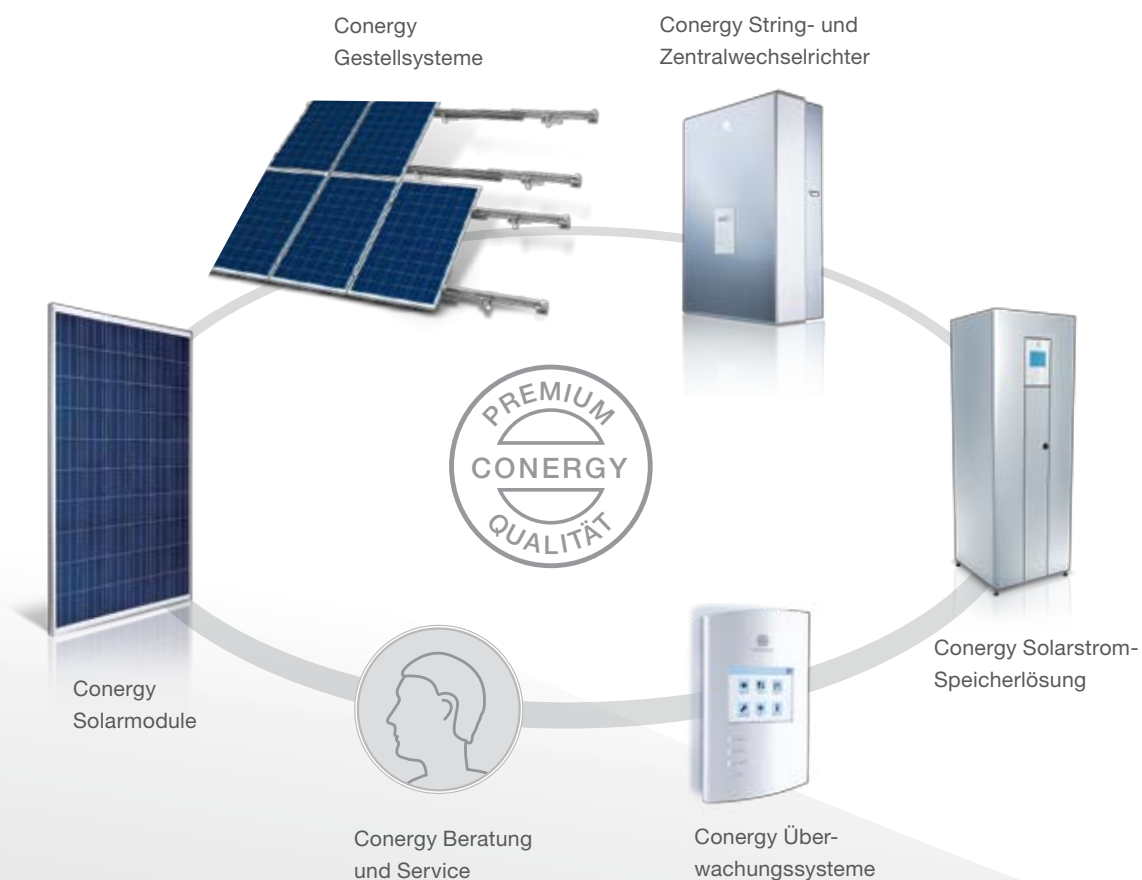 Conergy
Gestellsysteme
Conergy String- und
Zentralwechselrichter
PREMIUM
CONERGY
QUALITÄT
Conergy Solarstrom-
Speicherlösung
Conergy
Solarmodule
Conergy Beratung
und Service
Conergy Über-
wachungssysteme